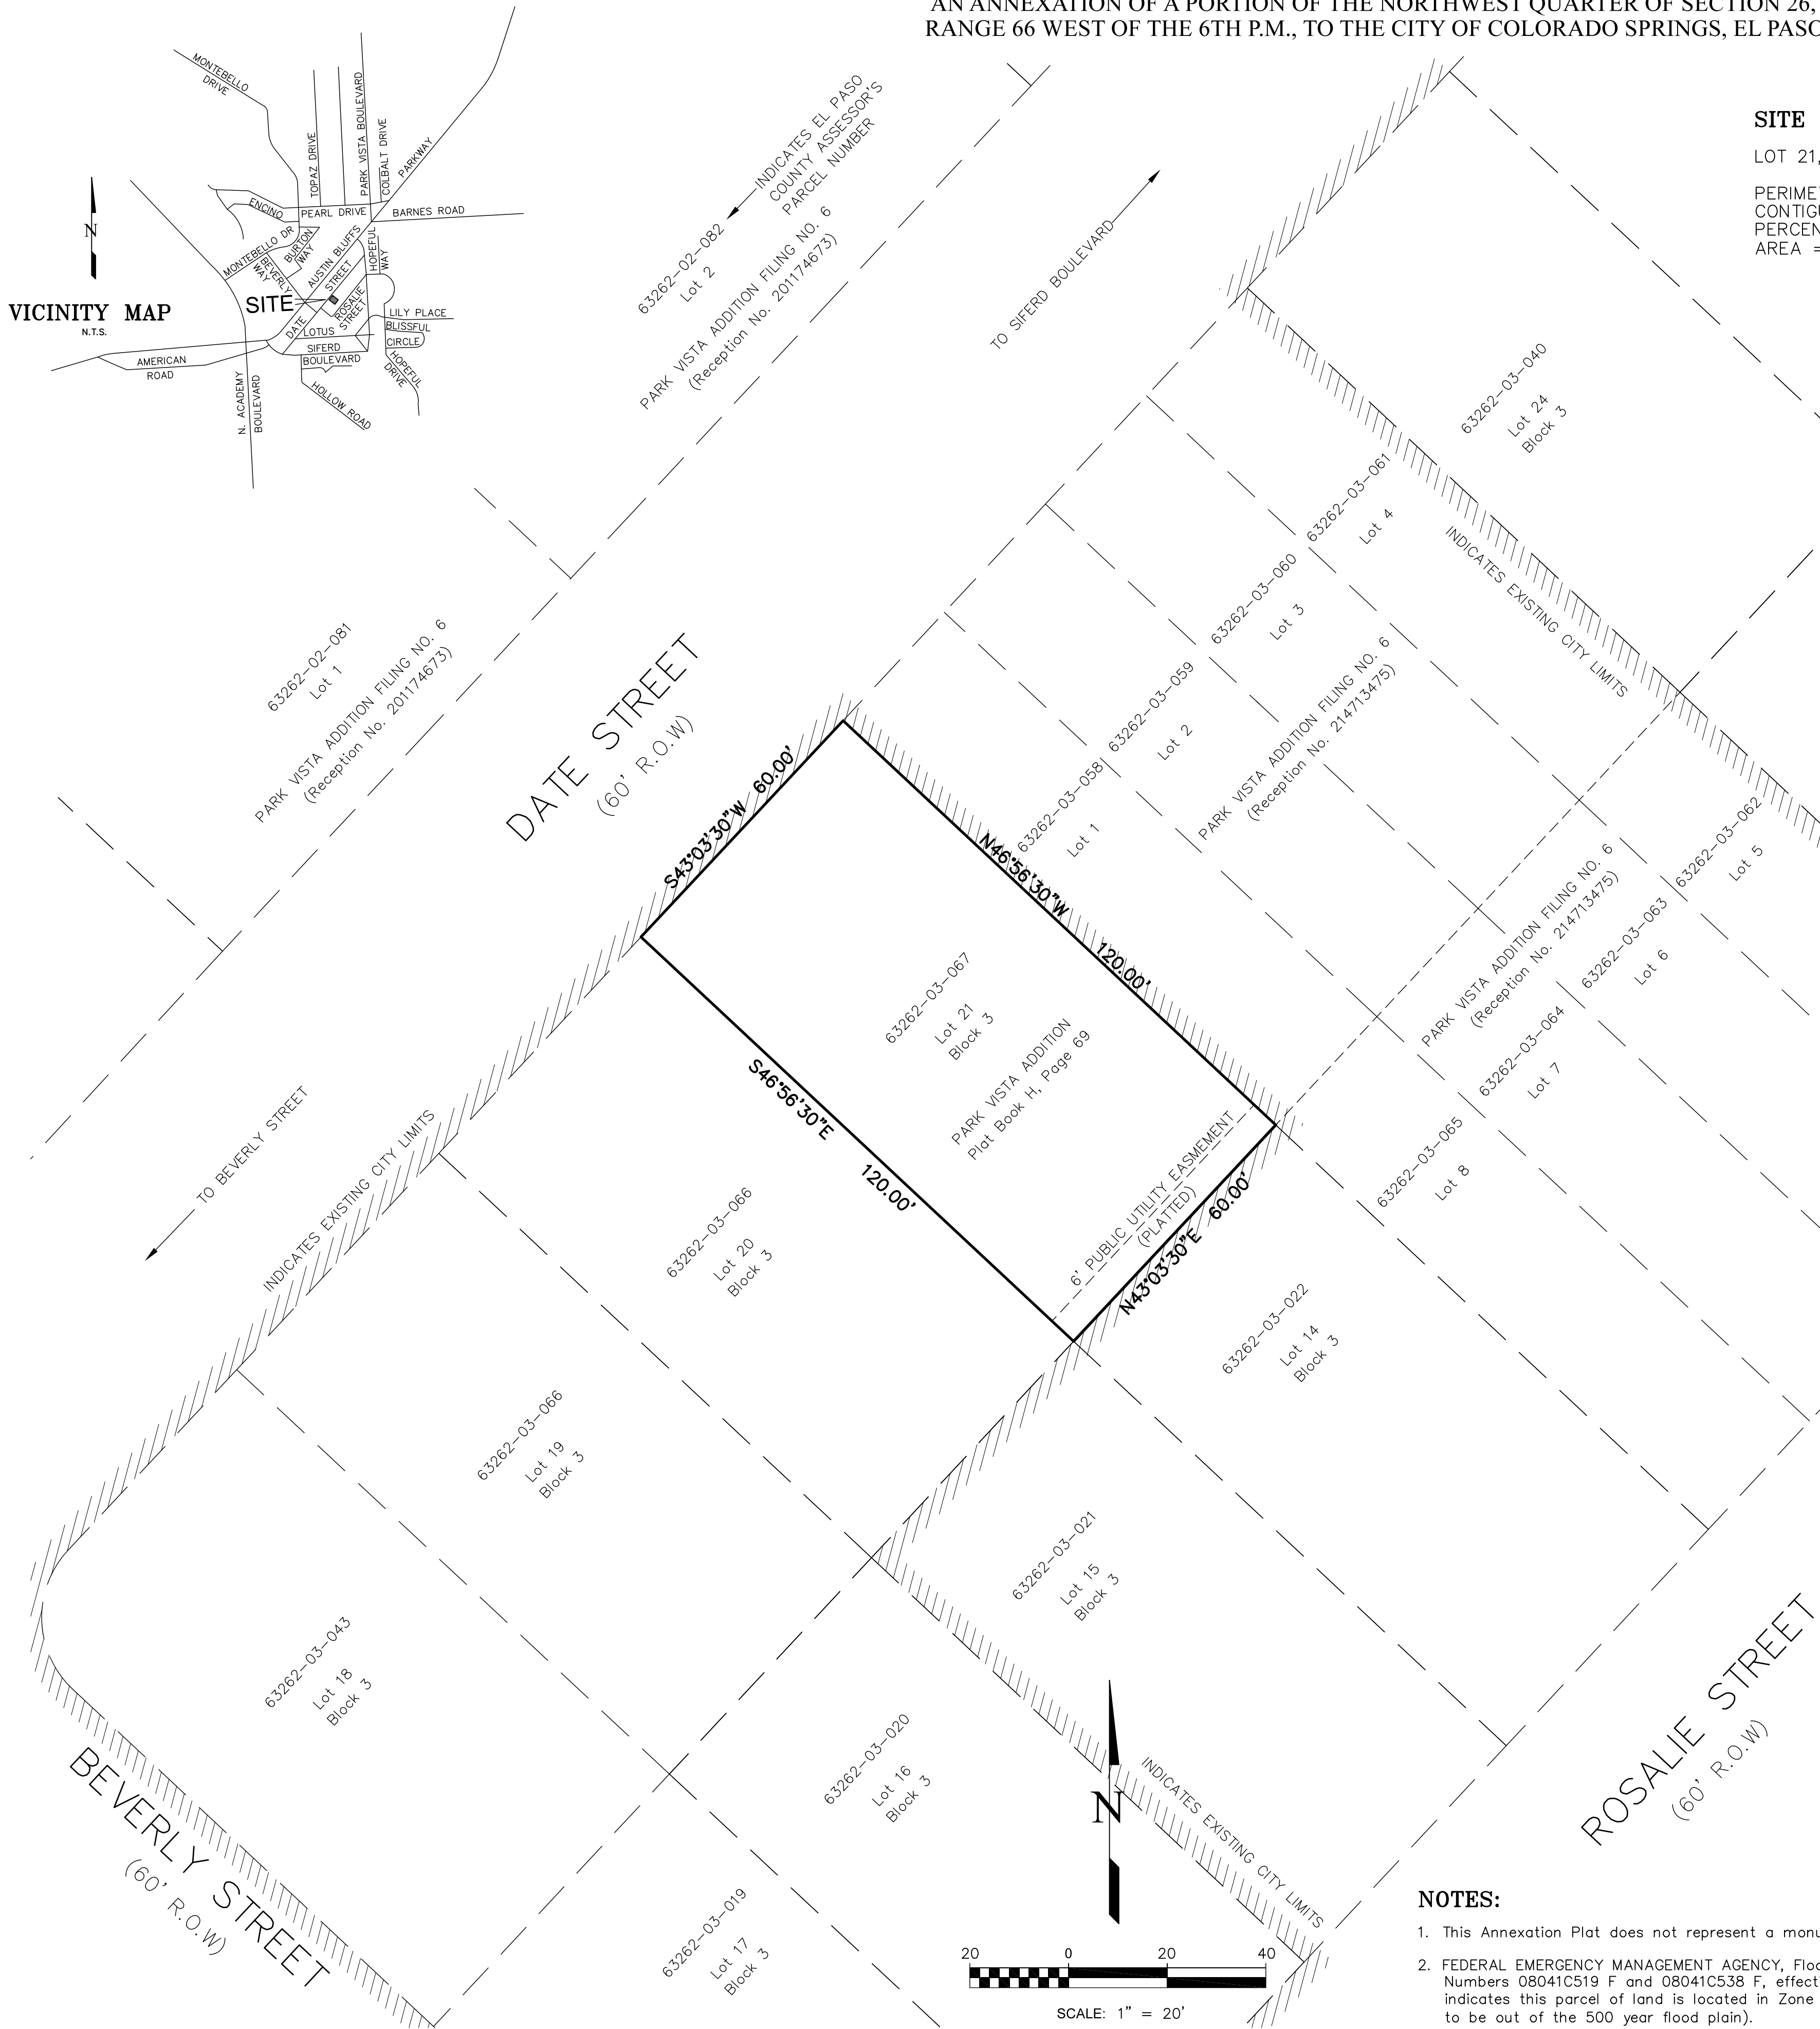 AN ANNEXATION OF A PORTION OF THE NORTHWEST QUARTER OF SECTION 26,
RANGE 66 WEST OF THE 6TH P.M., TO THE CITY OF COLORADO SPRINGS, EL PASO
MONTEBELLO
DRIVE
TOPAZ DRIVE
PARK VISTA BOULEVARD
COLBALT DRIVE
PARKWAY
ENCINO
PEARL DRIVE
BARNES ROAD
N
MONTEBELLO DR
BURTON
WAY
BEVERLY
WAY
AUSTIN BLUFFS
HOPEFUL
WAY
STREET
ROSALIE
STREET
SITE
DATE
LOTUS
LILY PLACE
BLISSFUL
CIRCLE
SIFERD
BOULEVARD
HOPEFUL
DRIVE
HOLLOW ROAD
AMERICAN
ROAD
N. ACADEMY
BOULEVARD
VICINITY MAP
N.T.S.
INDICATES EL PASO
COUNTY ASSESSOR'S
PARCEL NUMBER
63262-02-082
Lot 2
PARK VISTA ADDITION FILING NO. 6
(Reception No. 201174673)
TO SIFERD BOULEVARD
SITE
LOT 21,
PERIME
CONTIGU
PERCEN
AREA =
63262-03-040
Lot 24
Block 3
63262-03-061
Lot 4
INDICATES EXISTING CITY LIMITS
63262-03-060
Lot 3
63262-03-059
Lot 2
63262-03-058
Lot 1
PARK VISTA ADDITION FILING NO. 6
(Reception No. 214713475)
63262-02-081
Lot 1
PARK VISTA ADDITION FILING NO. 6
(Reception No. 201174673)
DATE STREET
(60' R.O.W)
S43°03'30"W 60.00'
N46°56'30"W 120.00'
63262-03-067
Lot 21
Block 3
PARK VISTA ADDITION
Plat Book H, Page 69
S46°56'30"E 120.00'
6' PUBLIC UTILITY EASMEMENT
(PLATTED)
N43°03'30"E 60.00'
63262-03-062
Lot 5
63262-03-063
Lot 6
PARK VISTA ADDITION FILING NO. 6
(Reception No. 214713475)
63262-03-064
Lot 7
63262-03-065
Lot 8
TO BEVERLY STREET
INDICATES EXISTING CITY LIMITS
63262-03-066
Lot 20
Block 3
63262-03-022
Lot 14
Block 3
63262-03-066
Lot 19
Block 3
63262-03-021
Lot 15
Block 3
63262-03-043
Lot 18
Block 3
63262-03-020
Lot 16
Block 3
63262-03-019
Lot 17
Block 3
BEVERLY STREET
(60' R.O.W)
ROSALIE STREET
(60' R.O.W)
N
INDICATES EXISTING CITY LIMITS
20 0 20 40
SCALE: 1" = 20'
NOTES:
1. This Annexation Plat does not represent a monu
2. FEDERAL EMERGENCY MANAGEMENT AGENCY, Floo
Numbers 08041C519 F and 08041C538 F, effecti
indicates this parcel of land is located in Zone
to be out of the 500 year flood plain).